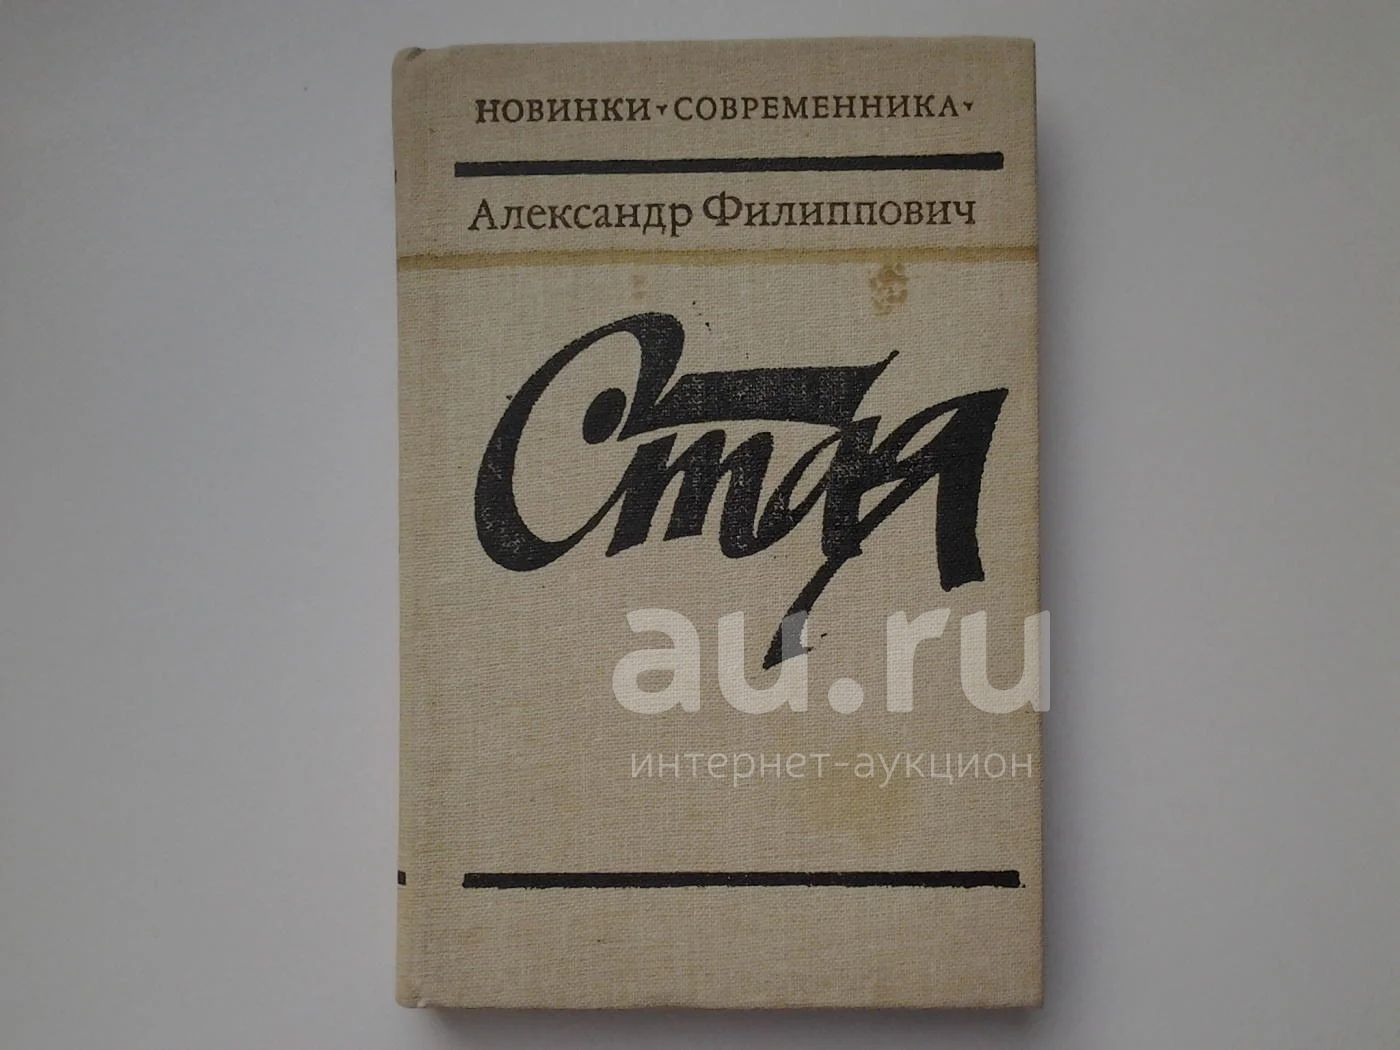 НОВИНКИ СОВРЕМЕННИКА
Александр Филиппович
Стая
au.ru
интернет-аукцион